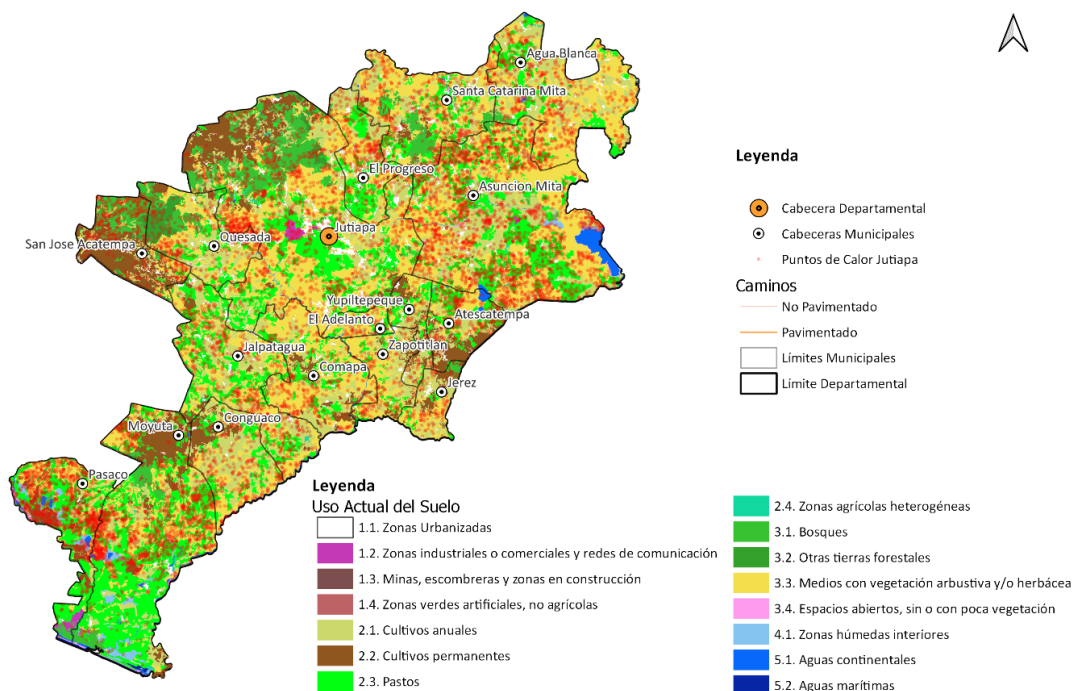 Agua Blanca
Santa Catarina Mita
El Progreso
Asuncion Mita
Jutiapa
Quesada
San Jose Acatempa
Yupiltepeque
El Adelanto
Atescatempa
Jalpatagua
Zapotitlan
Comapa
Jerez
Conguaco
Moyuta
Pasaco
Leyenda
Cabecera Departamental
Cabeceras Municipales
Puntos de Calor Jutiapa
Caminos
No Pavimentado
Pavimentado
Límites Municipales
Límite Departamental
Leyenda
Uso Actual del Suelo
1.1. Zonas Urbanizadas
1.2. Zonas industriales o comerciales y redes de comunicación
1.3. Minas, escombreras y zonas en construcción
1.4. Zonas verdes artificiales, no agrícolas
2.1. Cultivos anuales
2.2. Cultivos permanentes
2.3. Pastos
2.4. Zonas agrícolas heterogéneas
3.1. Bosques
3.2. Otras tierras forestales
3.3. Medios con vegetación arbustiva y/o herbácea
3.4. Espacios abiertos, sin o con poca vegetación
4.1. Zonas húmedas interiores
5.1. Aguas continentales
5.2. Aguas marítimas